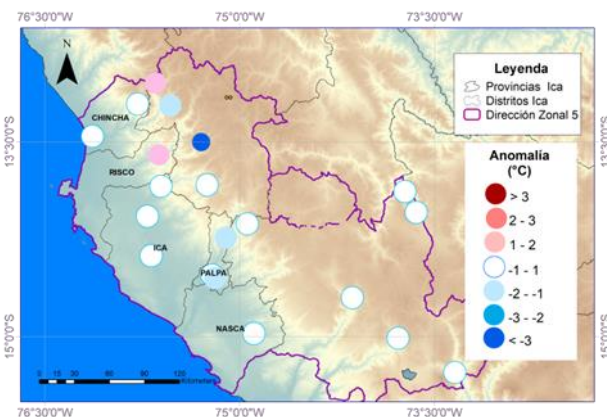 76°30'0"W 75°0'0"W 73°30'0"W
N
Leyenda
Provincias Ica
Distritos Ica
Dirección Zonal 5
CHINCHA
13°30'0"S 13°30'0"S
Anomalía
(°C)
> 3
2 - 3
1 - 2
-1 - 1
-2 - -1
-3 - -2
< -3
RISCO
ICA
PALPA
NASCA
15°0'0"S 15°0'0"S
0 15 30 60 90 120
Kilometers
76°30'0"W 75°0'0"W 73°30'0"W